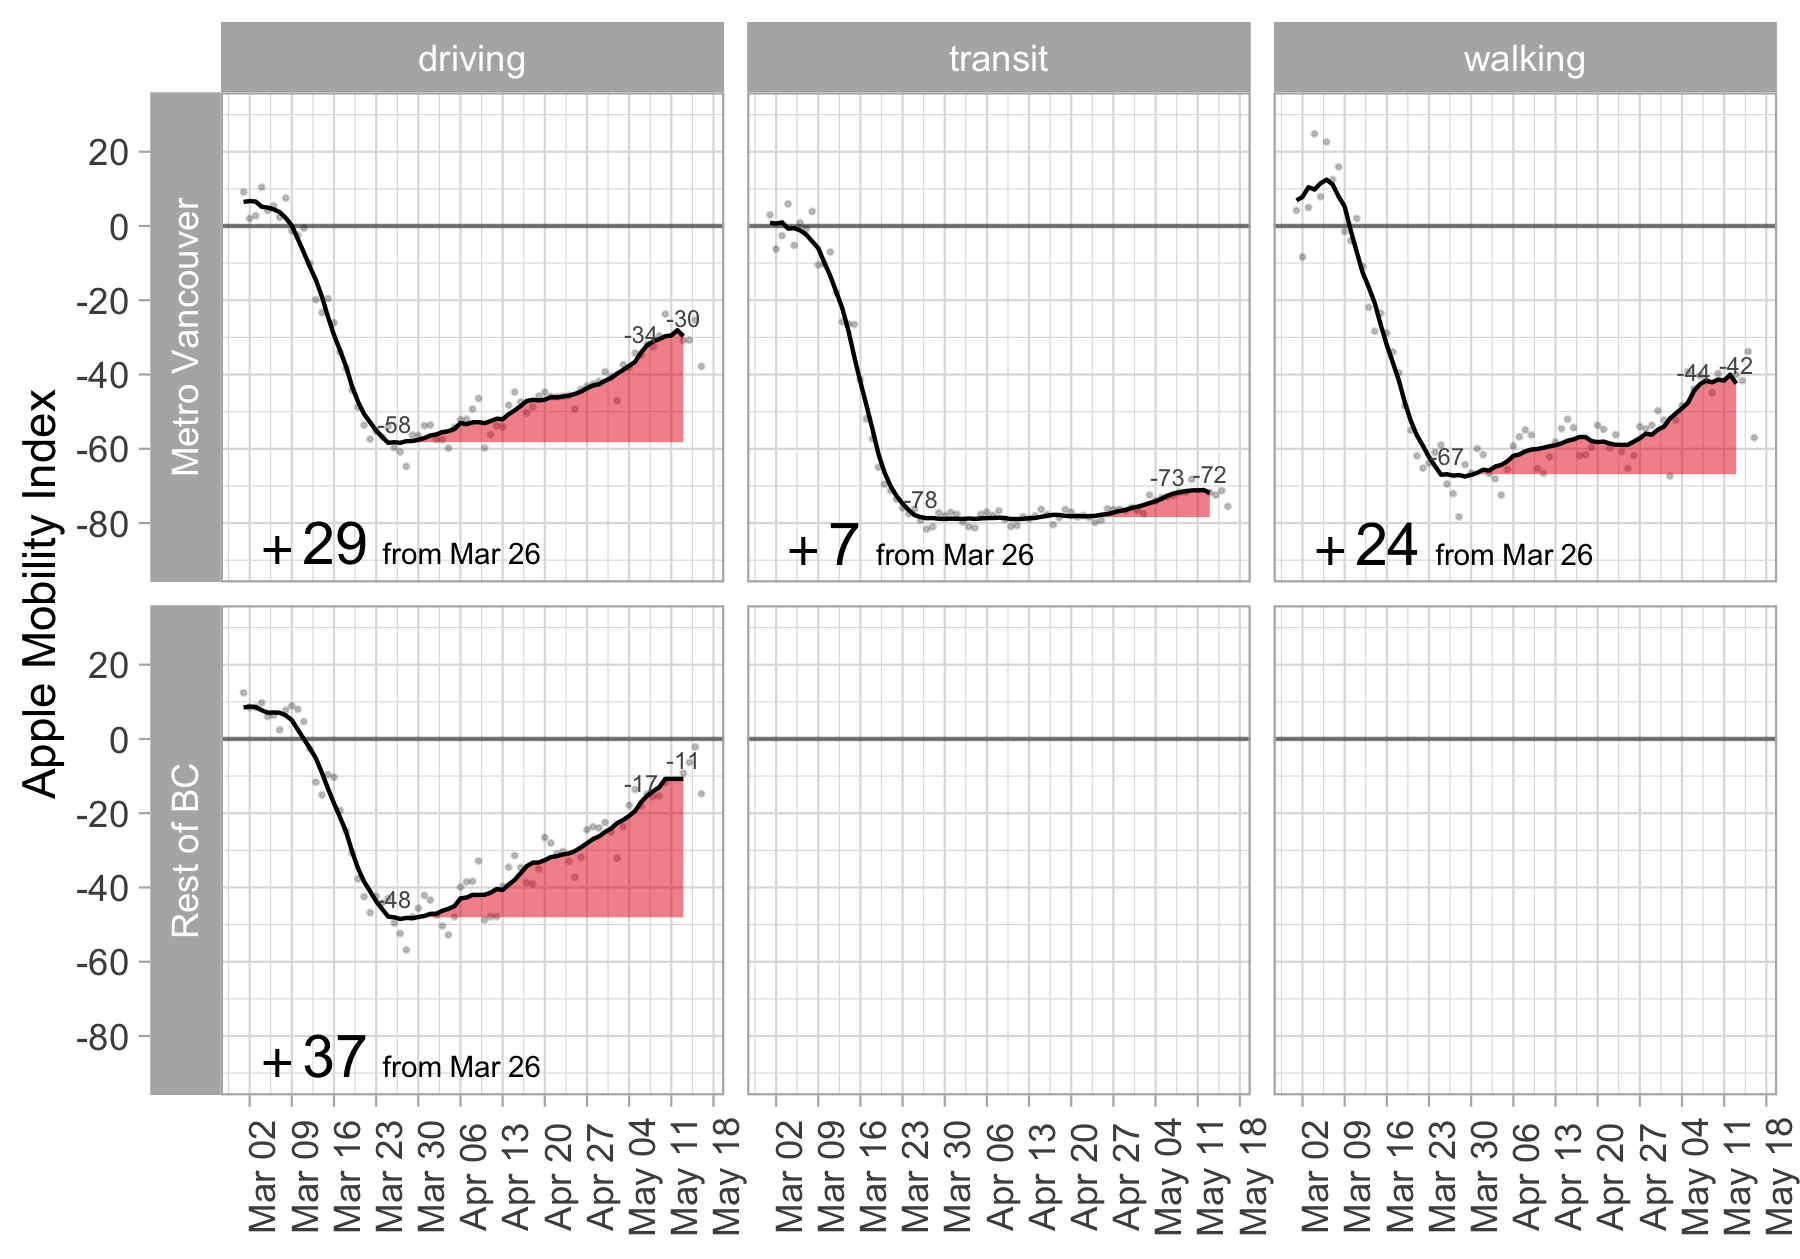 driving
transit
walking
Apple Mobility Index
Metro Vancouver
20
0
-20
-40
-60
-80
-58
-34
-30
+29 from Mar 26
-78
-73
-72
+7 from Mar 26
-67
-44
-42
+24 from Mar 26
Rest of BC
20
0
-20
-40
-60
-80
-48
-17
-11
+37 from Mar 26
Mar 02
Mar 09
Mar 16
Mar 23
Mar 30
Apr 06
Apr 13
Apr 20
Apr 27
May 04
May 11
May 18
Mar 02
Mar 09
Mar 16
Mar 23
Mar 30
Apr 06
Apr 13
Apr 20
Apr 27
May 04
May 11
May 18
Mar 02
Mar 09
Mar 16
Mar 23
Mar 30
Apr 06
Apr 13
Apr 20
Apr 27
May 04
May 11
May 18